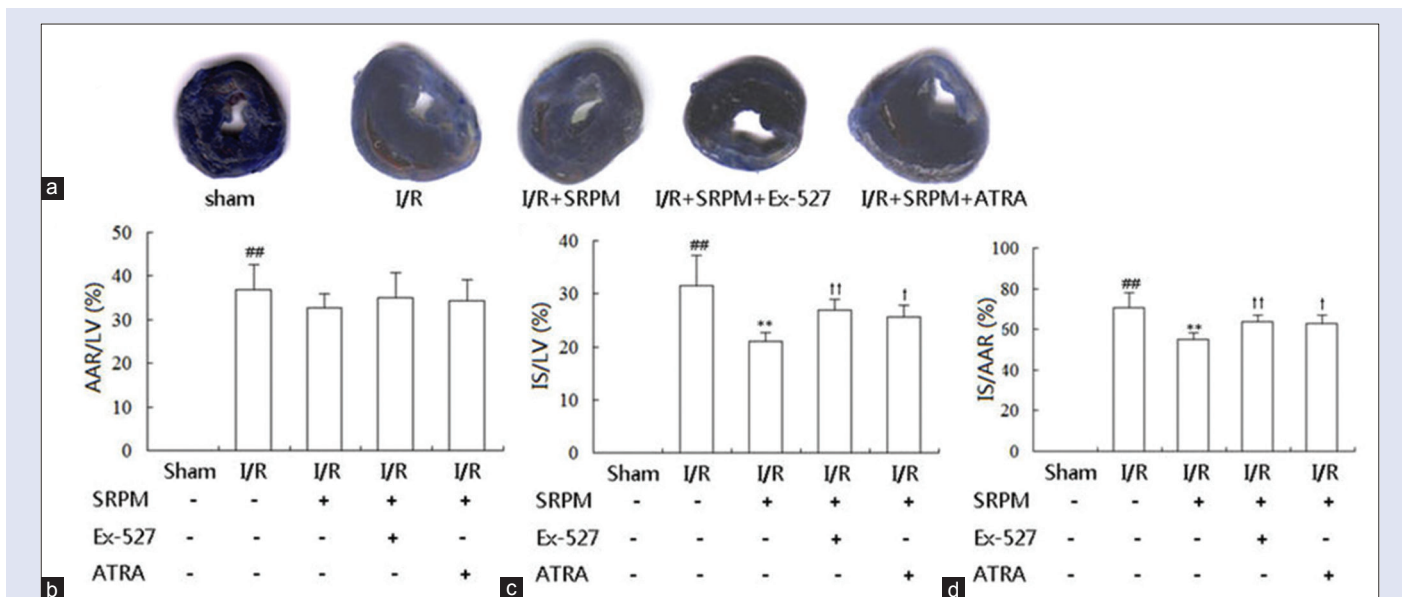 a
sham I/R I/R+SRPM I/R+SRPM+Ex-527 I/R+SRPM+ATRA
b
AAR/LV (%)
50
40
30
20
10
0
##
Sham I/R I/R I/R I/R
SRPM - - + + +
Ex-527 - - - + -
ATRA - - - - +
c
IS/LV (%)
40
30
20
10
0
## ** †† †
Sham I/R I/R I/R I/R
SRPM - - + + +
Ex-527 - - - + -
ATRA - - - - +
d
IS/AAR (%)
100
80
60
40
20
0
## ** †† †
Sham I/R I/R I/R I/R
SRPM - - + + +
Ex-527 - - - + -
ATRA - - - - +